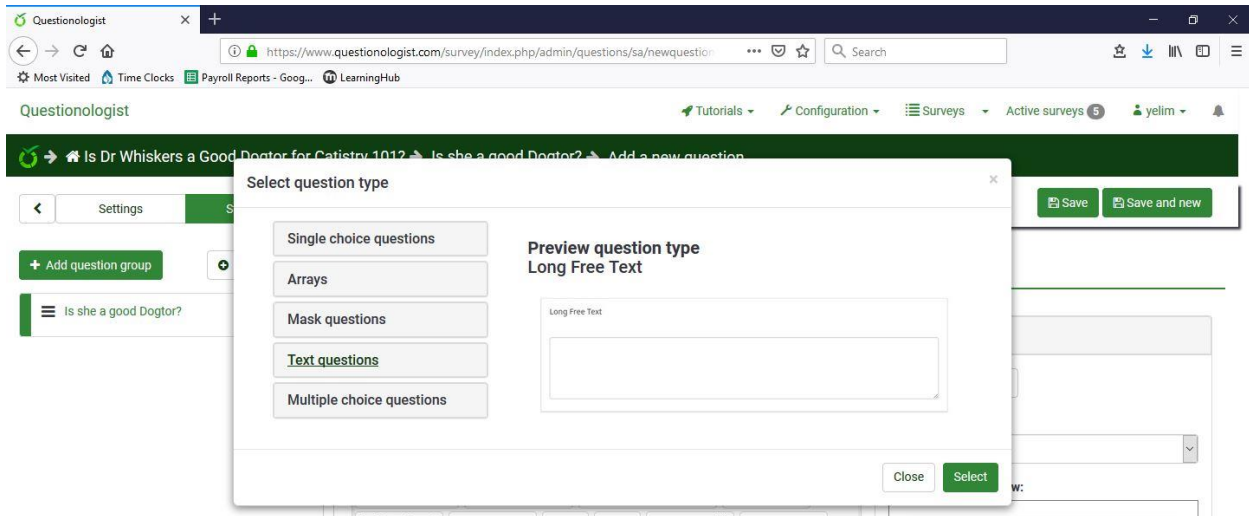 Questionologist
https://www.questionologist.com/survey/index.php/admin/questions/sa/newquestion
Search
Most Visited Time Clocks Payroll Reports - Goog... LearningHub
Questionologist Tutorials Configuration Surveys Active surveys 5 yelim
Is Dr Whiskers a Good Dogtor for Catistry 101? Is she a good Dogtor? Add a new question
Select question type
Settings S Save Save and new
Single choice questions
Preview question type
Long Free Text
Add question group
Arrays
Is she a good Dogtor?
Mask questions
Long Free Text
Text questions
Multiple choice questions
Close Select
w: